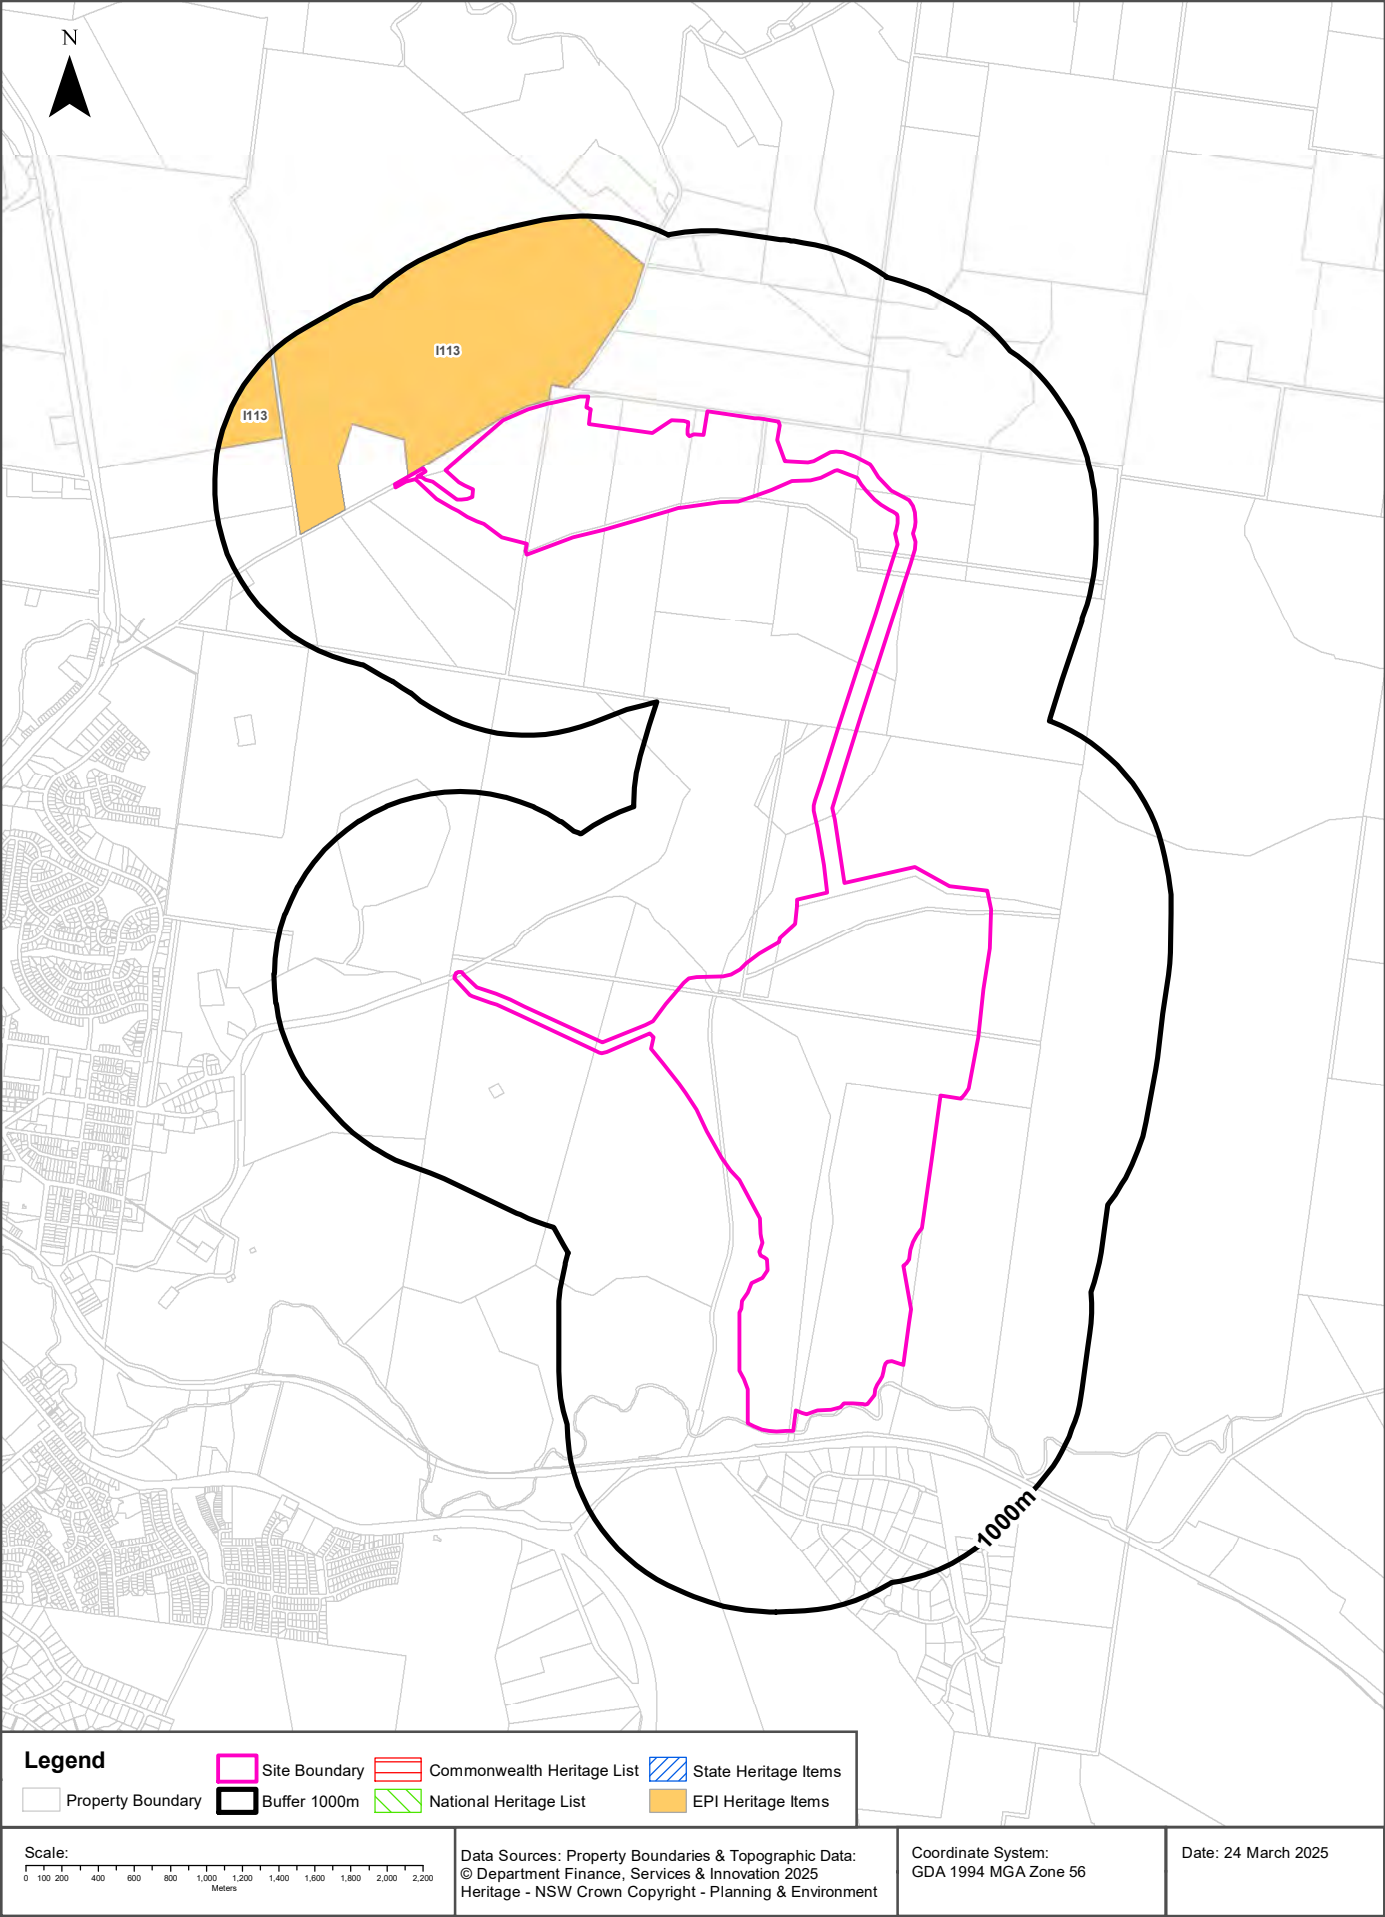 N
I113
I113
1000m
Legend
Property Boundary
Site Boundary
Buffer 1000m
Commonwealth Heritage List
National Heritage List
State Heritage Items
EPI Heritage Items
Scale:
0 100 200 400 600 800 1,000 1,200 1,400 1,600 1,800 2,000 2,200
Meters
Data Sources: Property Boundaries & Topographic Data:
© Department Finance, Services & Innovation 2025
Heritage - NSW Crown Copyright - Planning & Environment
Coordinate System:
GDA 1994 MGA Zone 56
Date: 24 March 2025